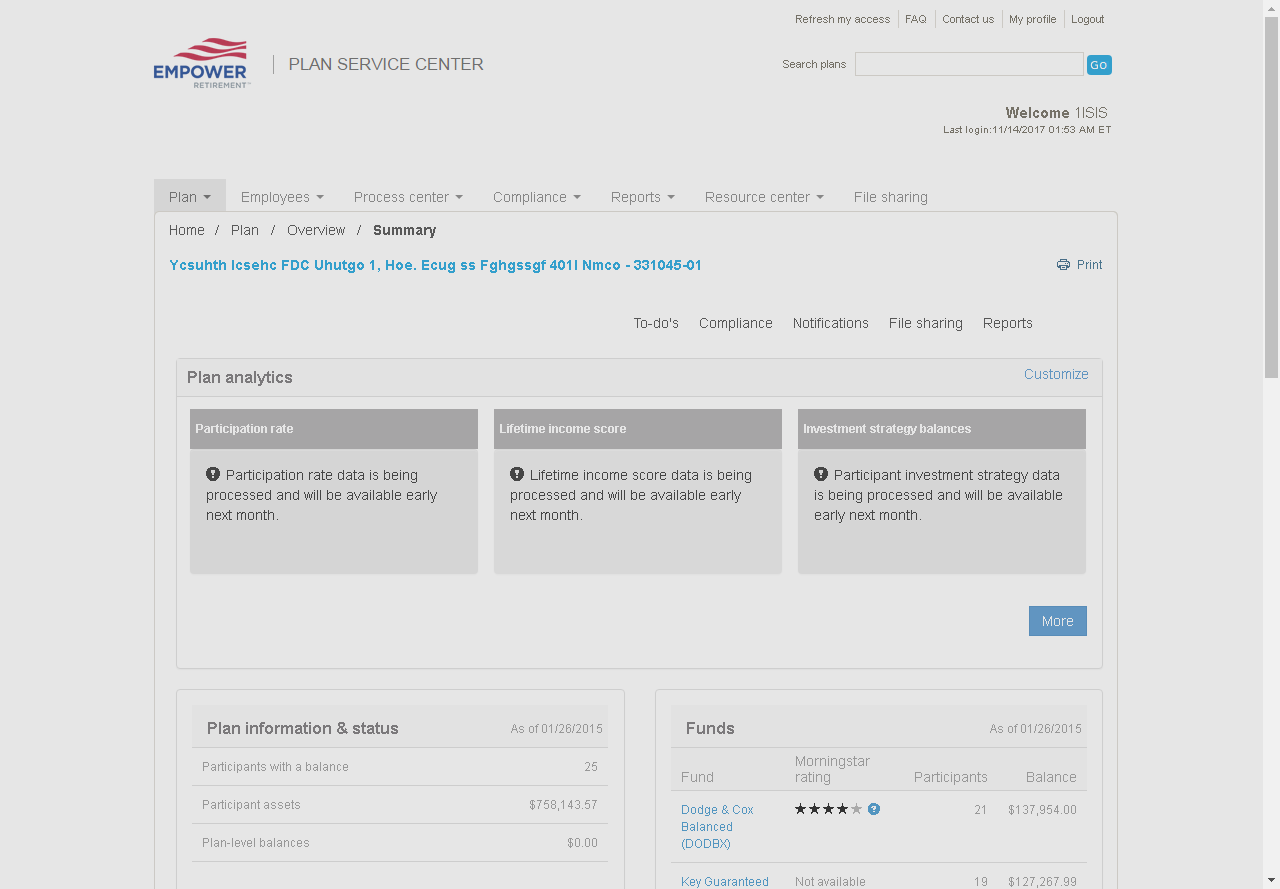 Refresh my access FAQ Contact us My profile Logout
EMPOWER
RETIREMENT™
PLAN SERVICE CENTER
Search plans Go
Welcome 1ISIS
Last login:11/14/2017 01:53 AM ET
Plan Employees Process center Compliance Reports Resource center File sharing
Home / Plan / Overview / Summary
Ycsuhth Icsehc FDC Uhutgo 1, Hoe. Ecug ss Fghgssgf 401I Nmco - 331045-01
Print
To-do's Compliance Notifications File sharing Reports
Plan analytics
Customize
Participation rate
Participation rate data is being
processed and will be available early
next month.
Lifetime income score
Lifetime income score data is being
processed and will be available early
next month.
Investment strategy balances
Participant investment strategy data
is being processed and will be available
early next month.
More
Plan information & status As of 01/26/2015
Participants with a balance 25
Participant assets $758,143.57
Plan-level balances $0.00
Funds As of 01/26/2015
Fund Morningstar
rating Participants Balance
Dodge & Cox
Balanced
(DODBX) 21 $137,954.00
Key Guaranteed Not available 19 $127,267.99